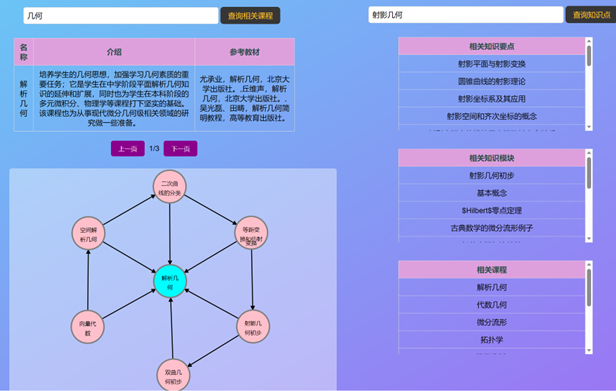 几何
查询相关课程
名称
介绍
参考教材
解析几何
培养学生的几何思想，加强学习几何素质的重
要任务；它是学生在中学阶段平面解析几何知
识的延伸和扩展，同时也为学生在本科阶段的
多元微积分、物理学等课程打下坚实的基础。
该课程也为从事现代微分几何级相关领域的研
究做一些准备。
尤承业，解析几何，北京大
学出版社。,丘维声，解析
几何，北京大学出版社。,
吴光磊、田畴，解析几何简
明教程，高等教育出版社。
上一页
1/3
下一页
二次曲
线的分类
空间解
析几何
等距变
换和仿射
变换
解析几
何
向量代
数
射影几
何初步
双曲几
何初步
射影几何
查询知识点
相关知识要点
射影平面与射影变换
圆锥曲线的射影理论
射影坐标系及其应用
射影空间和齐次坐标的概念
相关知识模块
射影几何初步
基本概念
$Hilbert$零点定理
古典数学的微分流形例子
相关课程
解析几何
代数几何
微分流形
拓扑学